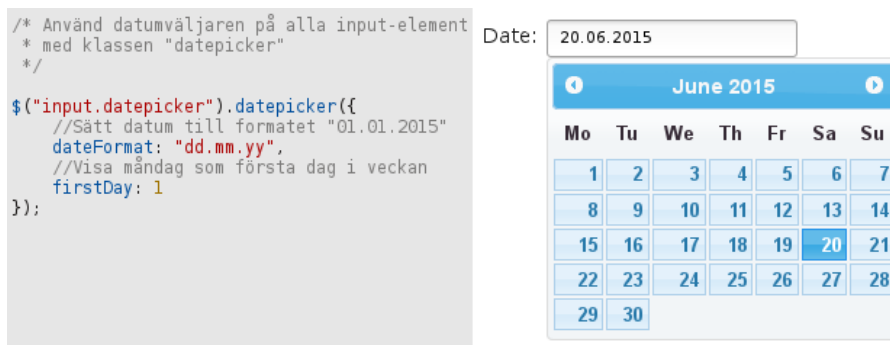 /* Använd datumväljaren på alla input-element
 * med klassen "datepicker"
 */
$("input.datepicker").datepicker({
    //Sätt datum till formatet "01.01.2015"
    dateFormat: "dd.mm.yy",
    //Visa måndag som första dag i veckan
    firstDay: 1
});
Date: 20.06.2015
June 2015
Mo Tu We Th Fr Sa Su
1 2 3 4 5 6 7
8 9 10 11 12 13 14
15 16 17 18 19 20 21
22 23 24 25 26 27 28
29 30